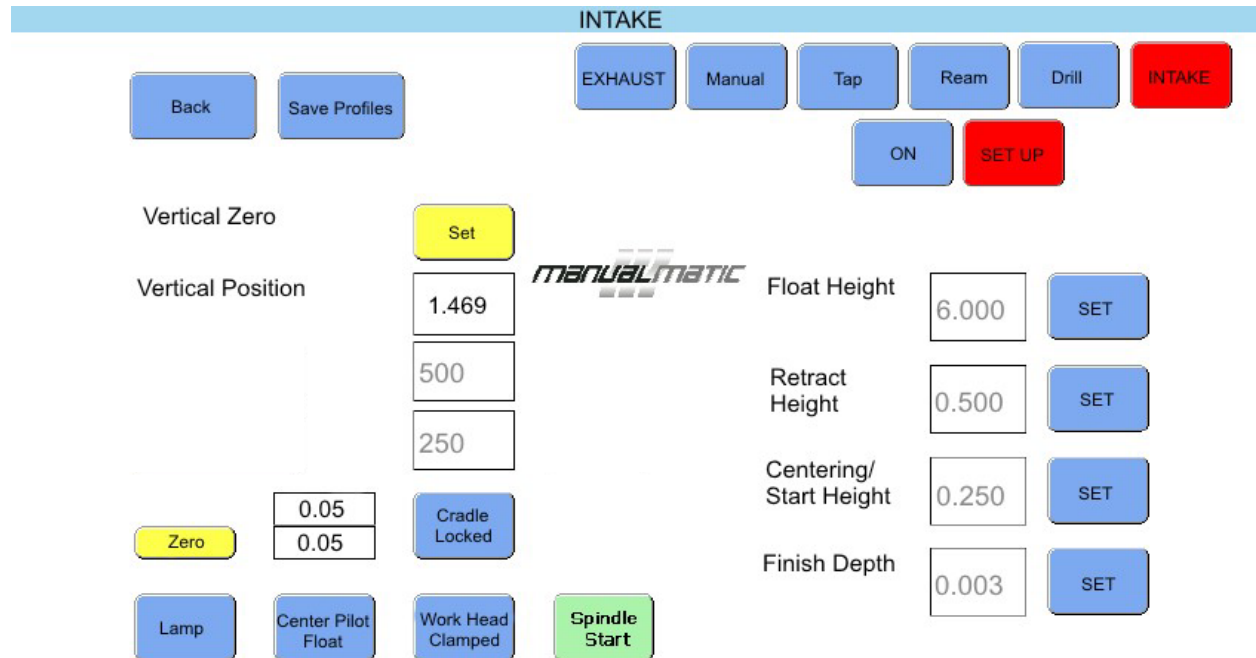 INTAKE
EXHAUST
Manual
Tap
Ream
Drill
INTAKE
Back
Save Profiles
ON
SET UP
Vertical Zero
Set
manualmatic
Vertical Position
1.469
Float Height
6.000
SET
500
Retract
Height
0.500
SET
250
Centering/
Start Height
0.250
SET
0.05
0.05
Zero
Cradle
Locked
Finish Depth
0.003
SET
Lamp
Center Pilot
Float
Work Head
Clamped
Spindle
Start